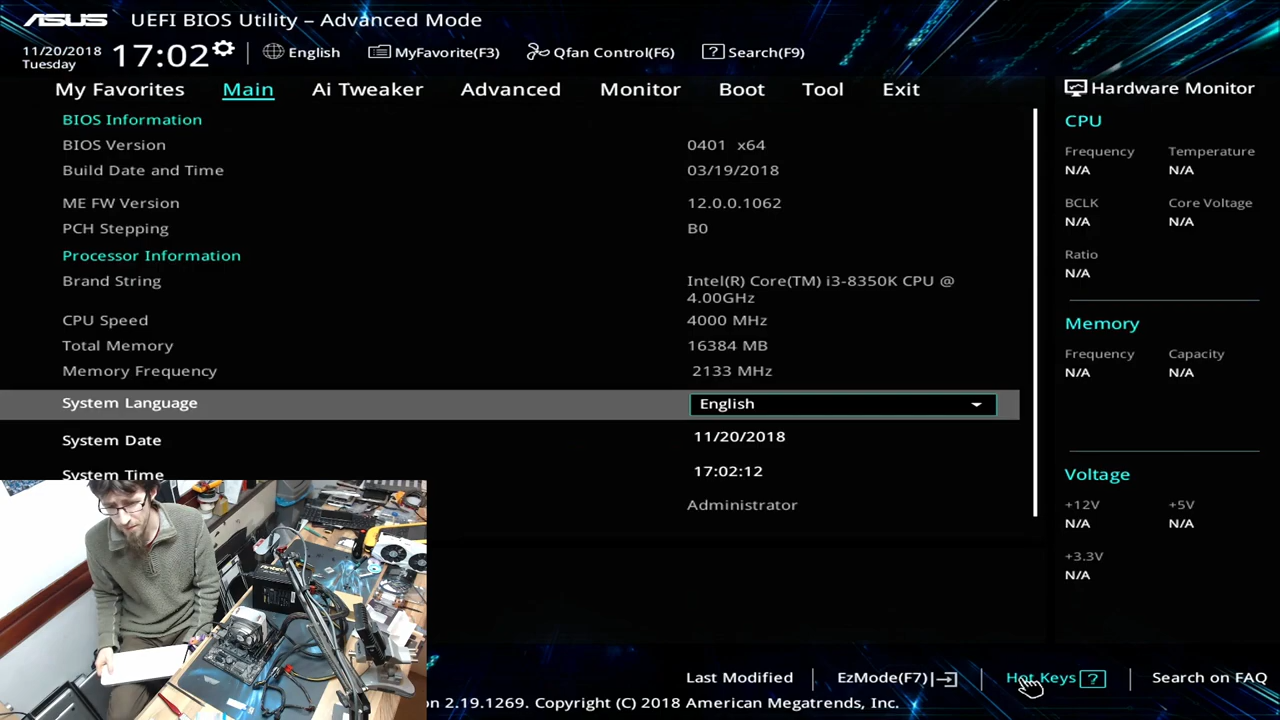 ASUS UEFI BIOS Utility – Advanced Mode
11/20/2018
Tuesday
17:02
English
MyFavorite(F3)
Qfan Control(F6)
? Search(F9)
My Favorites Main Ai Tweaker Advanced Monitor Boot Tool Exit
BIOS Information
BIOS Version 0401 x64
Build Date and Time 03/19/2018
ME FW Version 12.0.0.1062
PCH Stepping B0
Processor Information
Brand String Intel(R) Core(TM) i3-8350K CPU @
4.00GHz
CPU Speed 4000 MHz
Total Memory 16384 MB
Memory Frequency 2133 MHz
System Language English
System Date 11/20/2018
System Time 17:02:12
Administrator
Hardware Monitor
CPU
Frequency Temperature
N/A N/A
BCLK Core Voltage
N/A N/A
Ratio
N/A
Memory
Frequency Capacity
N/A N/A
Voltage
+12V +5V
N/A N/A
+3.3V
N/A
Last Modified EzMode(F7) Hot Keys ? Search on FAQ
2.19.1269. Copyright (C) 2018 American Megatrends, Inc.